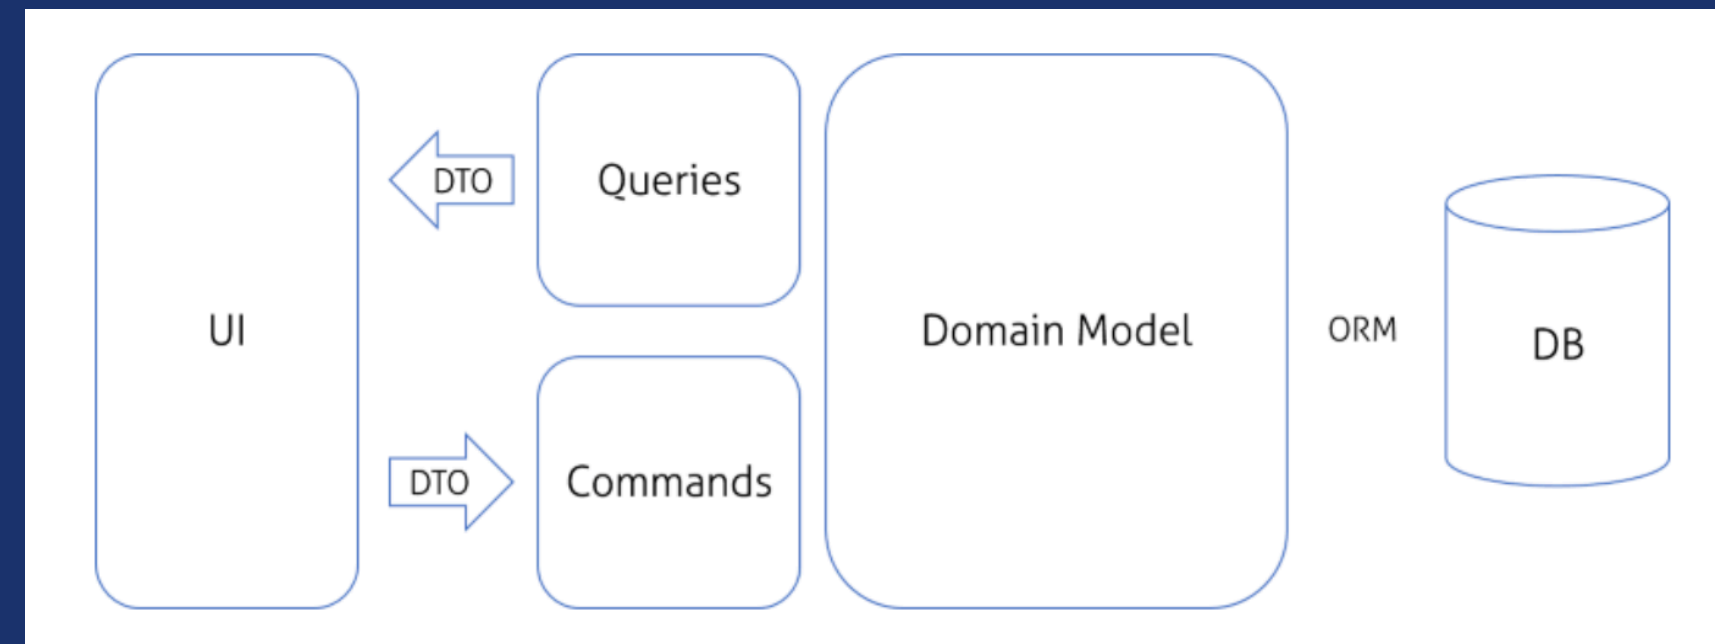 UI
DTO
Queries
DTO
Commands
Domain Model
ORM
DB